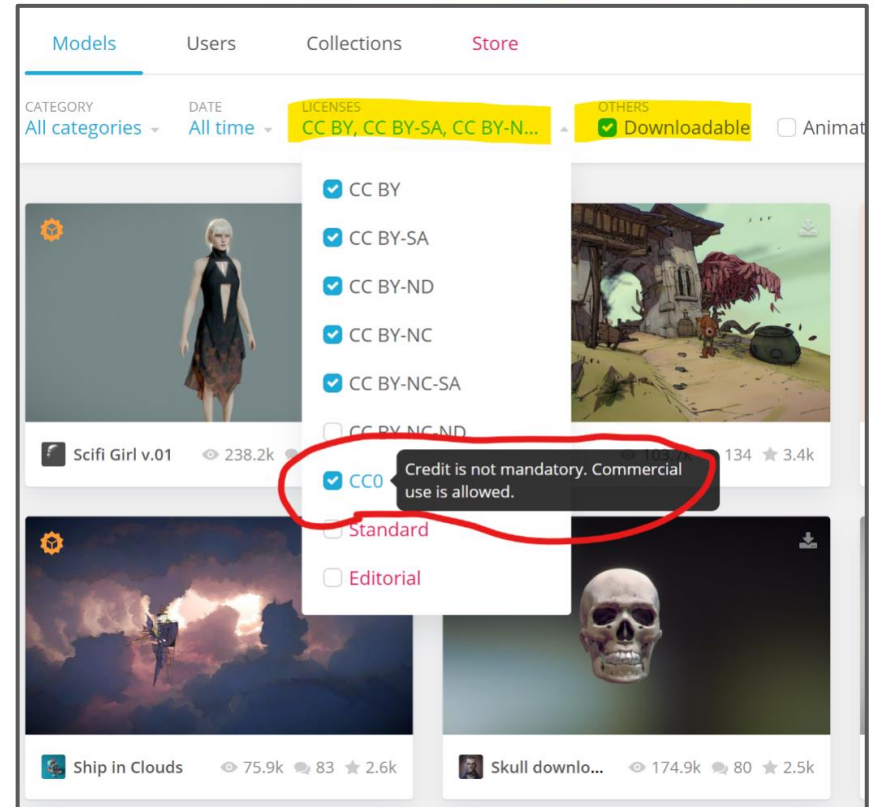 Models Users Collections Store
CATEGORY DATE LICENSES OTHERS
All categories All time CC BY, CC BY-SA, CC BY-N... Downloadable Animat
CC BY
CC BY-SA
CC BY-ND
CC BY-NC
CC BY-NC-SA
CC BY-NC-ND
Scifi Girl v.01 238.2k 103.7k 134 3.4k
CC0 Credit is not mandatory. Commercial
use is allowed.
Standard
Editorial
Ship in Clouds 75.9k 83 2.6k Skull downlo... 174.9k 80 2.5k